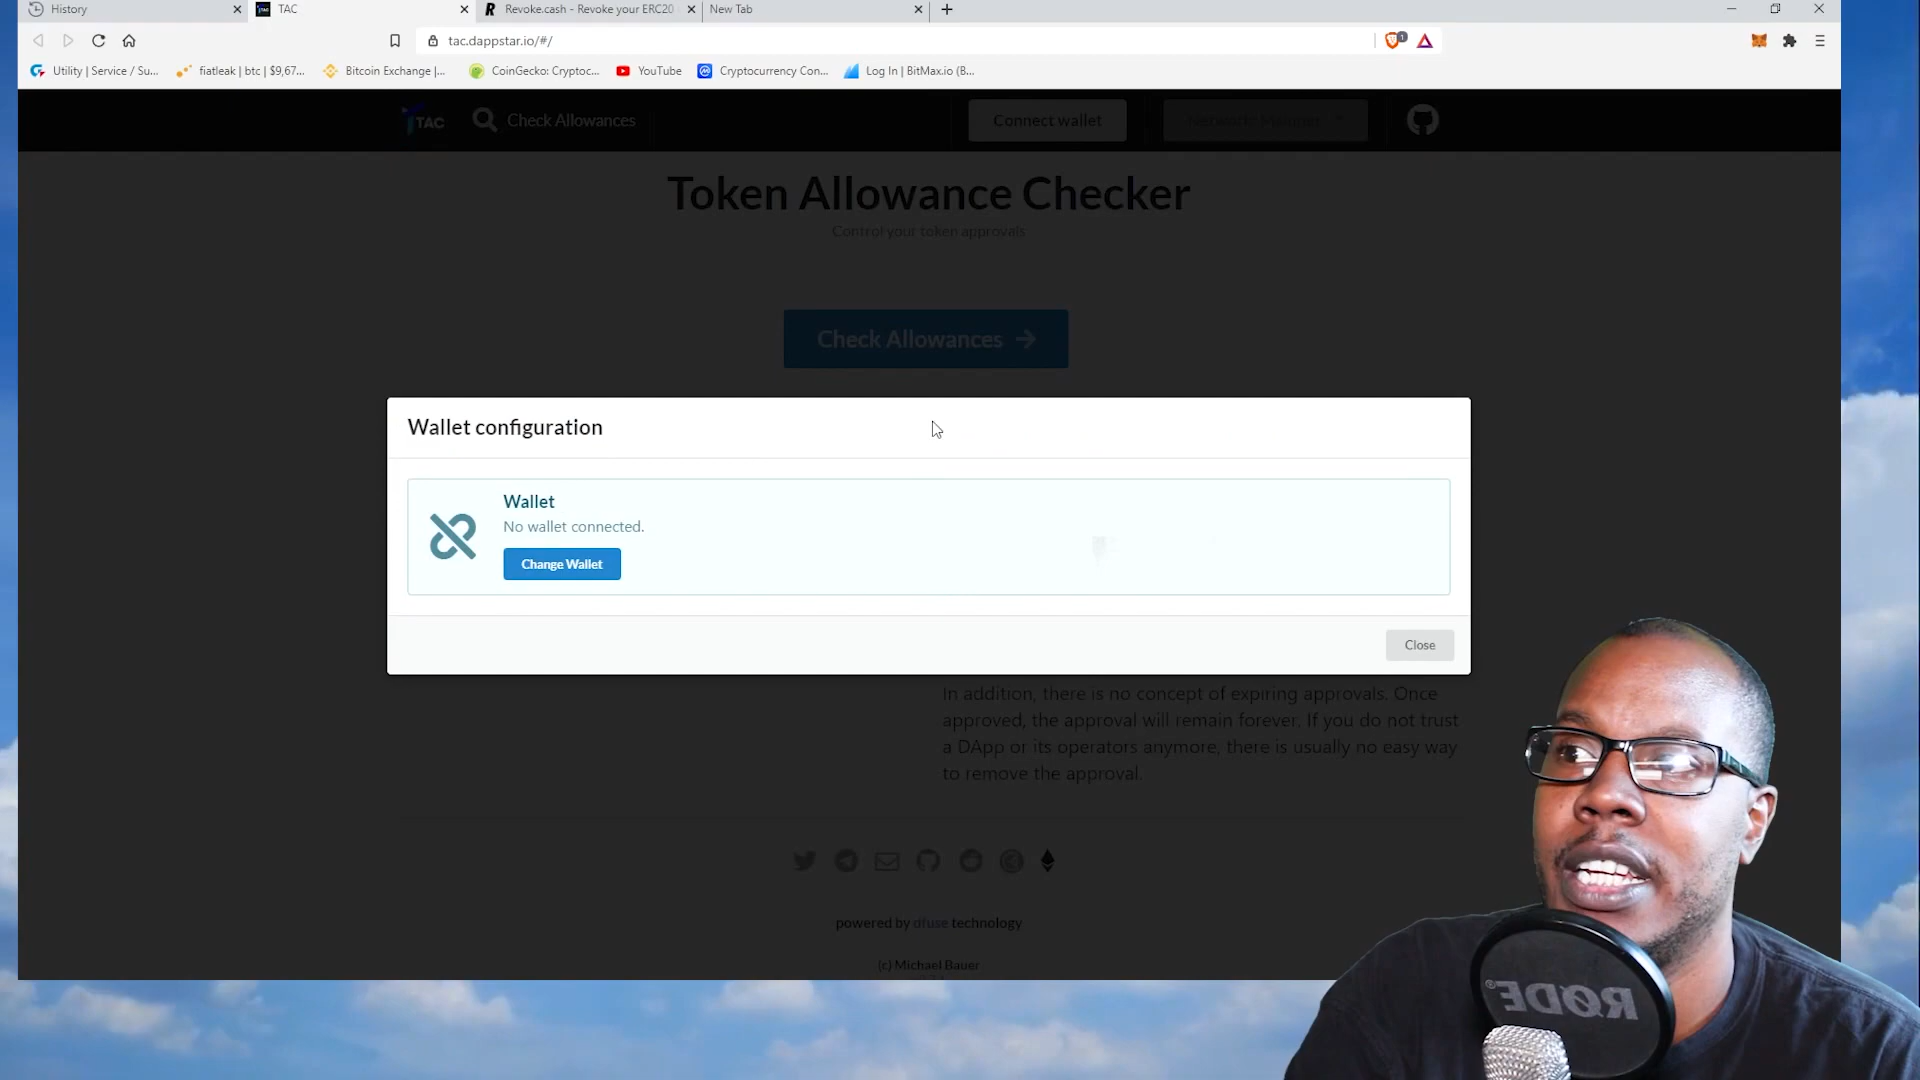 History
TAC
Revoke.cash - Revoke your ERC20
New Tab
tac.dappstar.io/#/
1
Utility | Service / Su...
fiatleak | btc | $9,67...
Bitcoin Exchange |...
CoinGecko: Cryptoc...
YouTube
Cryptocurrency Con...
Log In | BitMax.io (B...
TAC
Check Allowances
Connect wallet
Network: Mainnet
Token Allowance Checker
Control your token approvals
Check Allowances
Wallet configuration
Wallet
No wallet connected.
Change Wallet
Close
In addition, there is no concept of expiring approvals. Once
approved, the approval will remain forever. If you do not trust
a DApp or its operators anymore, there is usually no easy way
to remove the approval.
powered by dfuse technology
(c) Michael Bauer
RØDE